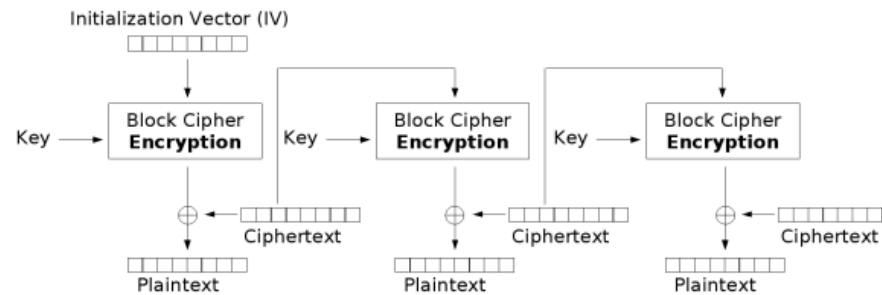 Initialization Vector (IV)
Block Cipher
Encryption
Key
Block Cipher
Encryption
Key
Block Cipher
Encryption
Key
Ciphertext
Ciphertext
Ciphertext
Plaintext
Plaintext
Plaintext